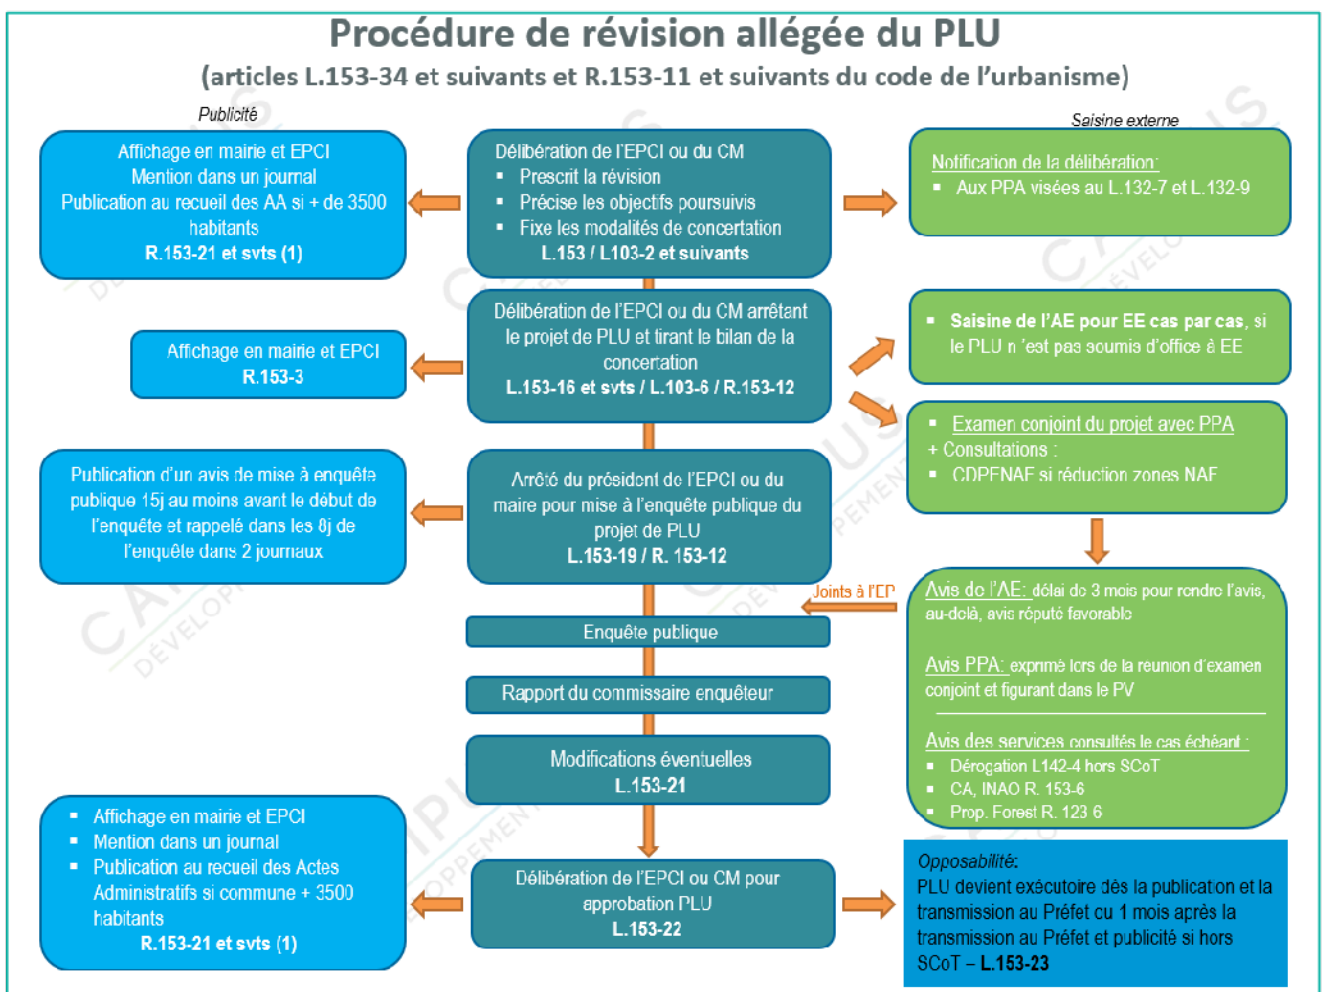 Procédure de révision allégée du PLU
(articles L.153-34 et suivants et R.153-11 et suivants du code de l'urbanisme)
Publicité
Saisine externe
Affichage en mairie et EPCI
Mention dans un journal
Publication au recueil des AA si + de 3500
habitants
R.153-21 et svts (1)
Délibération de l'EPCI ou du CM
▪ Prescrit la révision
▪ Précise les objectifs poursuivis
▪ Fixe les modalités de concertation
L.153 / L103-2 et suivants
Notification de la délibération:
▪ Aux PPA visées au L.132-7 et L.132-9
Affichage en mairie et EPCI
R.153-3
Délibération de l'EPCI ou du CM arrêtant
le projet de PLU et tirant le bilan de la
concertation
L.153-16 et svts / L.103-6 / R.153-12
▪ Saisine de l'AE pour EE cas par cas, si
le PLU n 'est pas soumis d'office à EE
▪ Examen conjoint du projet avec PPA
+ Consultations :
▪ CDPENAF si réduction zones NAF
Publication d'un avis de mise à enquête
publique 15j au moins avant le début de
l'enquête et rappelé dans les 8j de
l'enquête dans 2 journaux
Arrêté du président de l'EPCI ou du
maire pour mise à l'enquête publique du
projet de PLU
L.153-19 / R. 153-12
Joints à l'EP
Avis de l'AE: délai de 3 mois pour rendre l'avis,
au-delà, avis réputé favorable
Avis PPA: exprimé lors de la réunion d'examen
conjoint et figurant dans le PV
Avis des services consultés le cas échéant :
▪ Dérogation L142-4 hors SCoT
▪ CA, INAO R. 153-6
▪ Prop. Forest R. 123 6
Enquête publique
Rapport du commissaire enquêteur
Modifications éventuelles
L.153-21
▪ Affichage en mairie et EPCI
▪ Mention dans un journal
▪ Publication au recueil des Actes
Administratifs si commune + 3500
habitants
R.153-21 et svts (1)
Délibération de l'EPCI ou CM pour
approbation PLU
L.153-22
Opposabilité:
PLU devient exécutoire dès la publication et la
transmission au Préfet ou 1 mois après la
transmission au Préfet et publicité si hors
SCoT – L.153-23